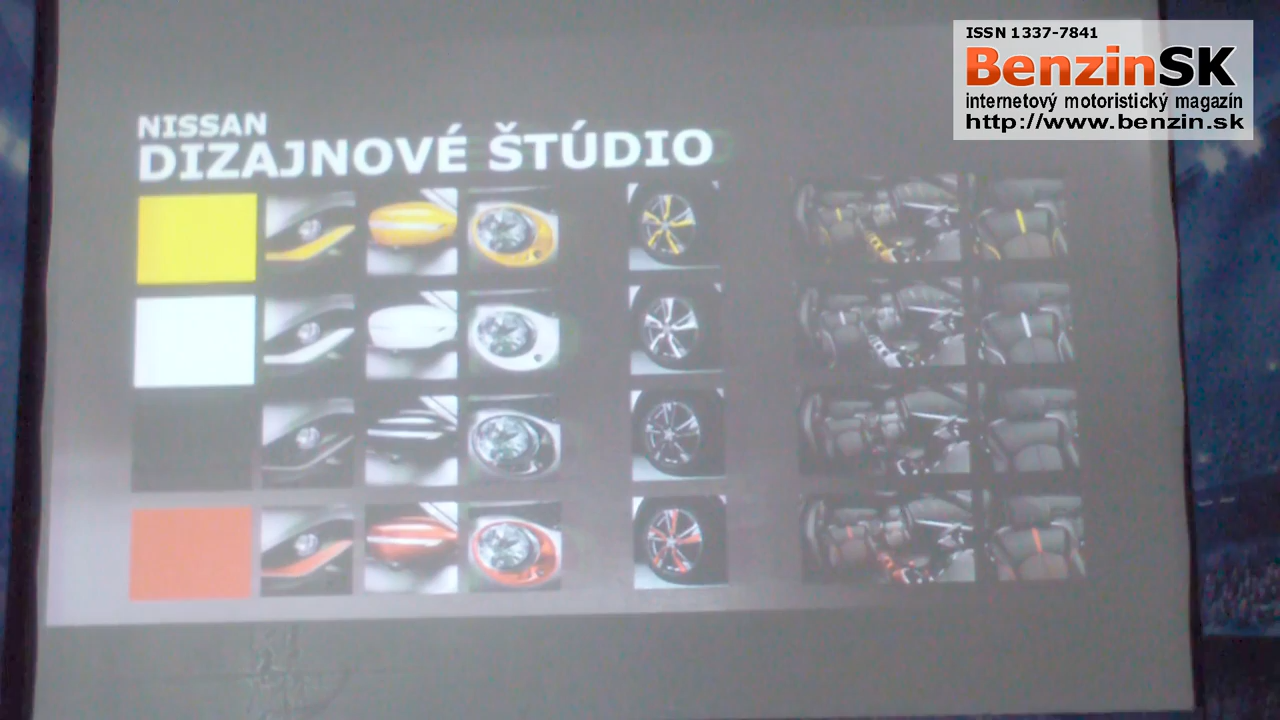 ISSN 1337-7841
BenzinSK
internetový motoristický magazín
http://www.benzin.sk
NISSAN
DIZAJNOVÉ ŠTÚDIO